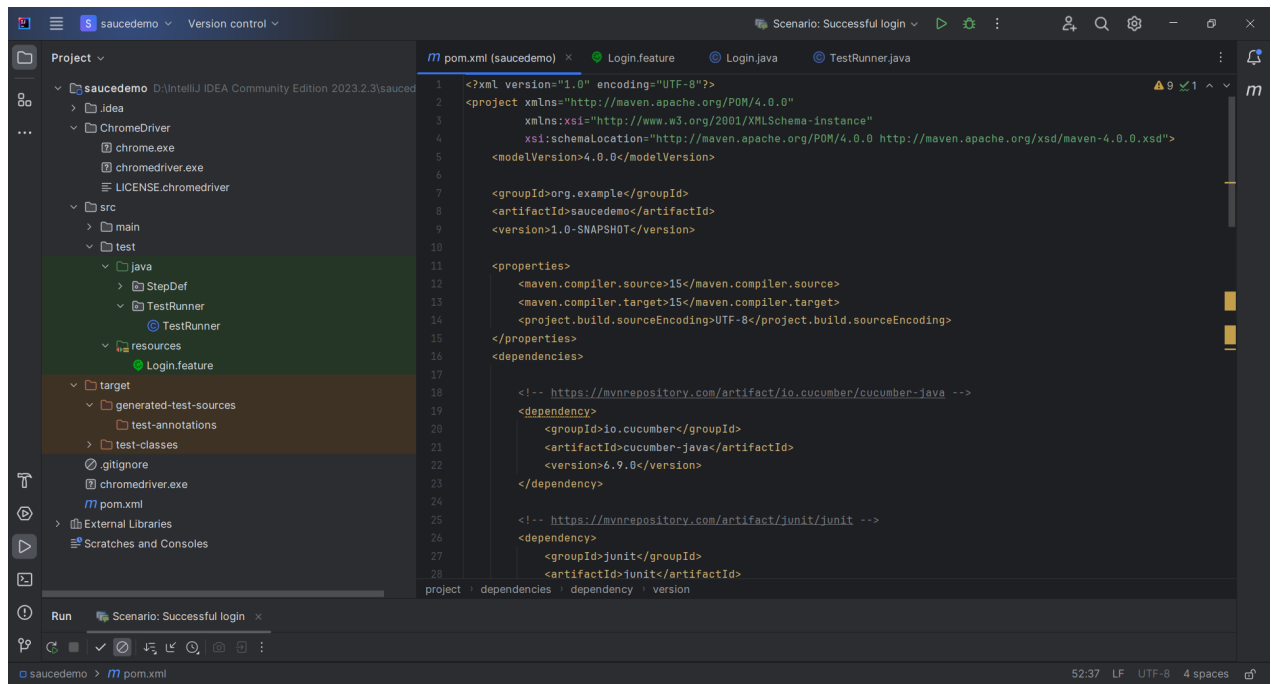 S saucedemo Version control Scenario: Successful login
Project
pom.xml (saucedemo) Login.feature Login.java TestRunner.java
saucedemo D:\IntelliJ IDEA Community Edition 2023.2.3\sauced
.idea
ChromeDriver
chrome.exe
chromedriver.exe
LICENSE.chromedriver
src
main
test
java
StepDef
TestRunner
TestRunner
resources
Login.feature
target
generated-test-sources
test-annotations
test-classes
.gitignore
chromedriver.exe
pom.xml
External Libraries
Scratches and Consoles
1 <?xml version="1.0" encoding="UTF-8"?>
2 <project xmlns="http://maven.apache.org/POM/4.0.0"
3 xmlns:xsi="http://www.w3.org/2001/XMLSchema-instance"
4 xsi:schemaLocation="http://maven.apache.org/POM/4.0.0 http://maven.apache.org/xsd/maven-4.0.0.xsd">
5 <modelVersion>4.0.0</modelVersion>
6
7 <groupId>org.example</groupId>
8 <artifactId>saucedemo</artifactId>
9 <version>1.0-SNAPSHOT</version>
10
11 <properties>
12 <maven.compiler.source>15</maven.compiler.source>
13 <maven.compiler.target>15</maven.compiler.target>
14 <project.build.sourceEncoding>UTF-8</project.build.sourceEncoding>
15 </properties>
16 <dependencies>
17
18 <!-- https://mvnrepository.com/artifact/io.cucumber/cucumber-java -->
19 <dependency>
20 <groupId>io.cucumber</groupId>
21 <artifactId>cucumber-java</artifactId>
22 <version>6.9.0</version>
23 </dependency>
24
25 <!-- https://mvnrepository.com/artifact/junit/junit -->
26 <dependency>
27 <groupId>junit</groupId>
28 <artifactId>junit</artifactId>
9 1
project > dependencies > dependency > version
Run Scenario: Successful login
saucedemo > pom.xml 52:37 LF UTF-8 4 spaces